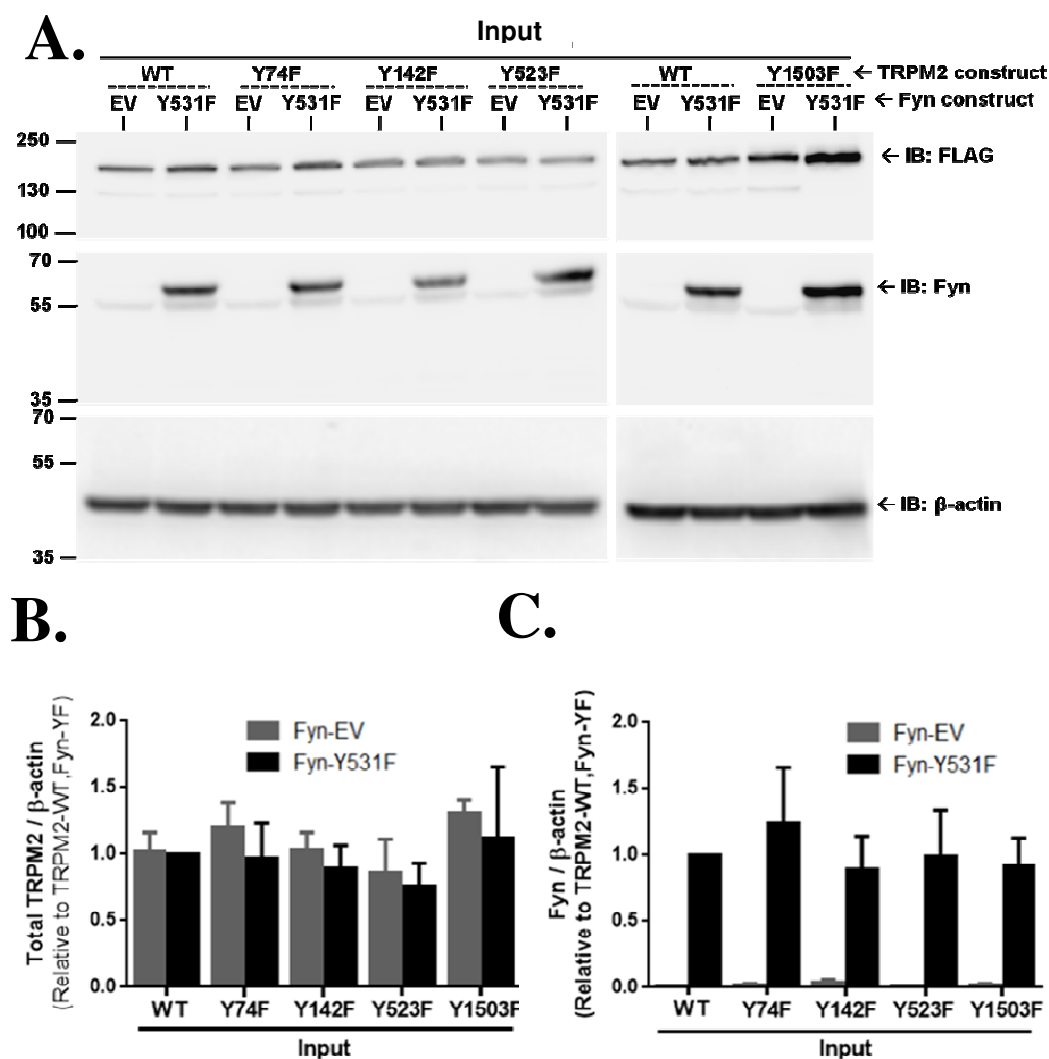 A.
Input
WT Y74F Y142F Y523F WT Y1503F ← TRPM2 construct
EV Y531F EV Y531F EV Y531F EV Y531F EV Y531F EV Y531F ← Fyn construct
250
130
100
← IB: FLAG
70
55
35
← IB: Fyn
70
55
35
← IB: β-actin
B.
Total TRPM2 / β-actin
(Relative to TRPM2-WT,Fyn-YF)
2.0
1.5
1.0
0.5
0.0
Fyn-EV
Fyn-Y531F
WT Y74F Y142F Y523F Y1503F
Input
C.
Fyn / β-actin
(Relative to TRPM2-WT,Fyn-YF)
2.0
1.5
1.0
0.5
0.0
Fyn-EV
Fyn-Y531F
WT Y74F Y142F Y523F Y1503F
Input